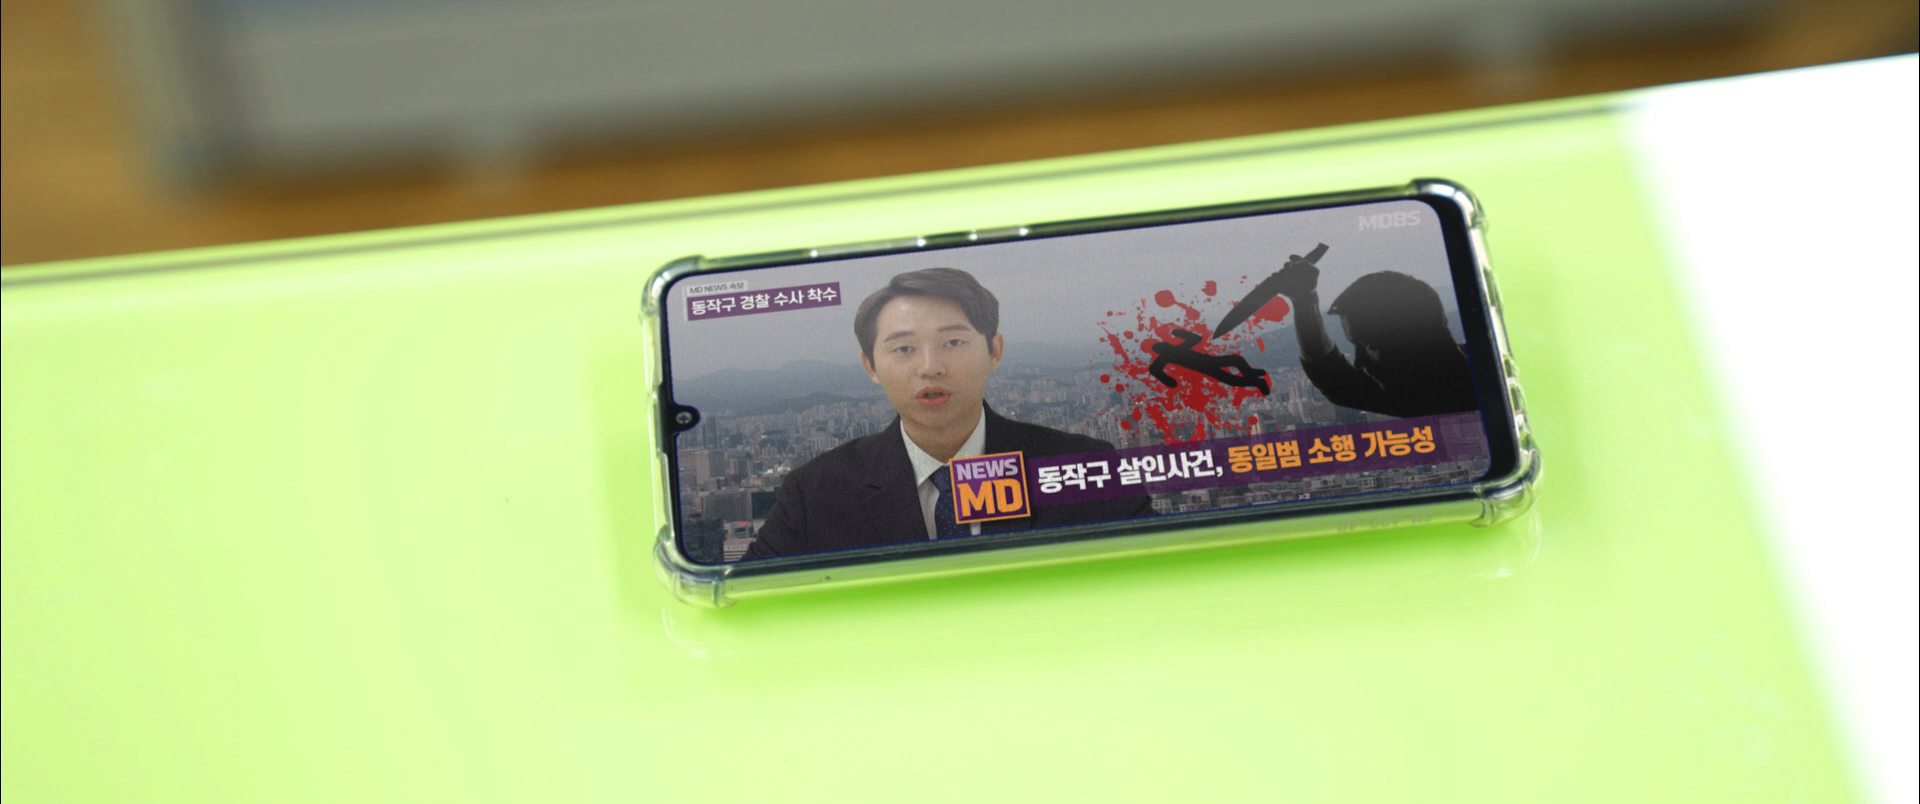 MDBS
MD NEWS 속보
동작구 경찰 수사 착수
NEWS
MD
동작구 살인사건, 동일범 소행 가능성